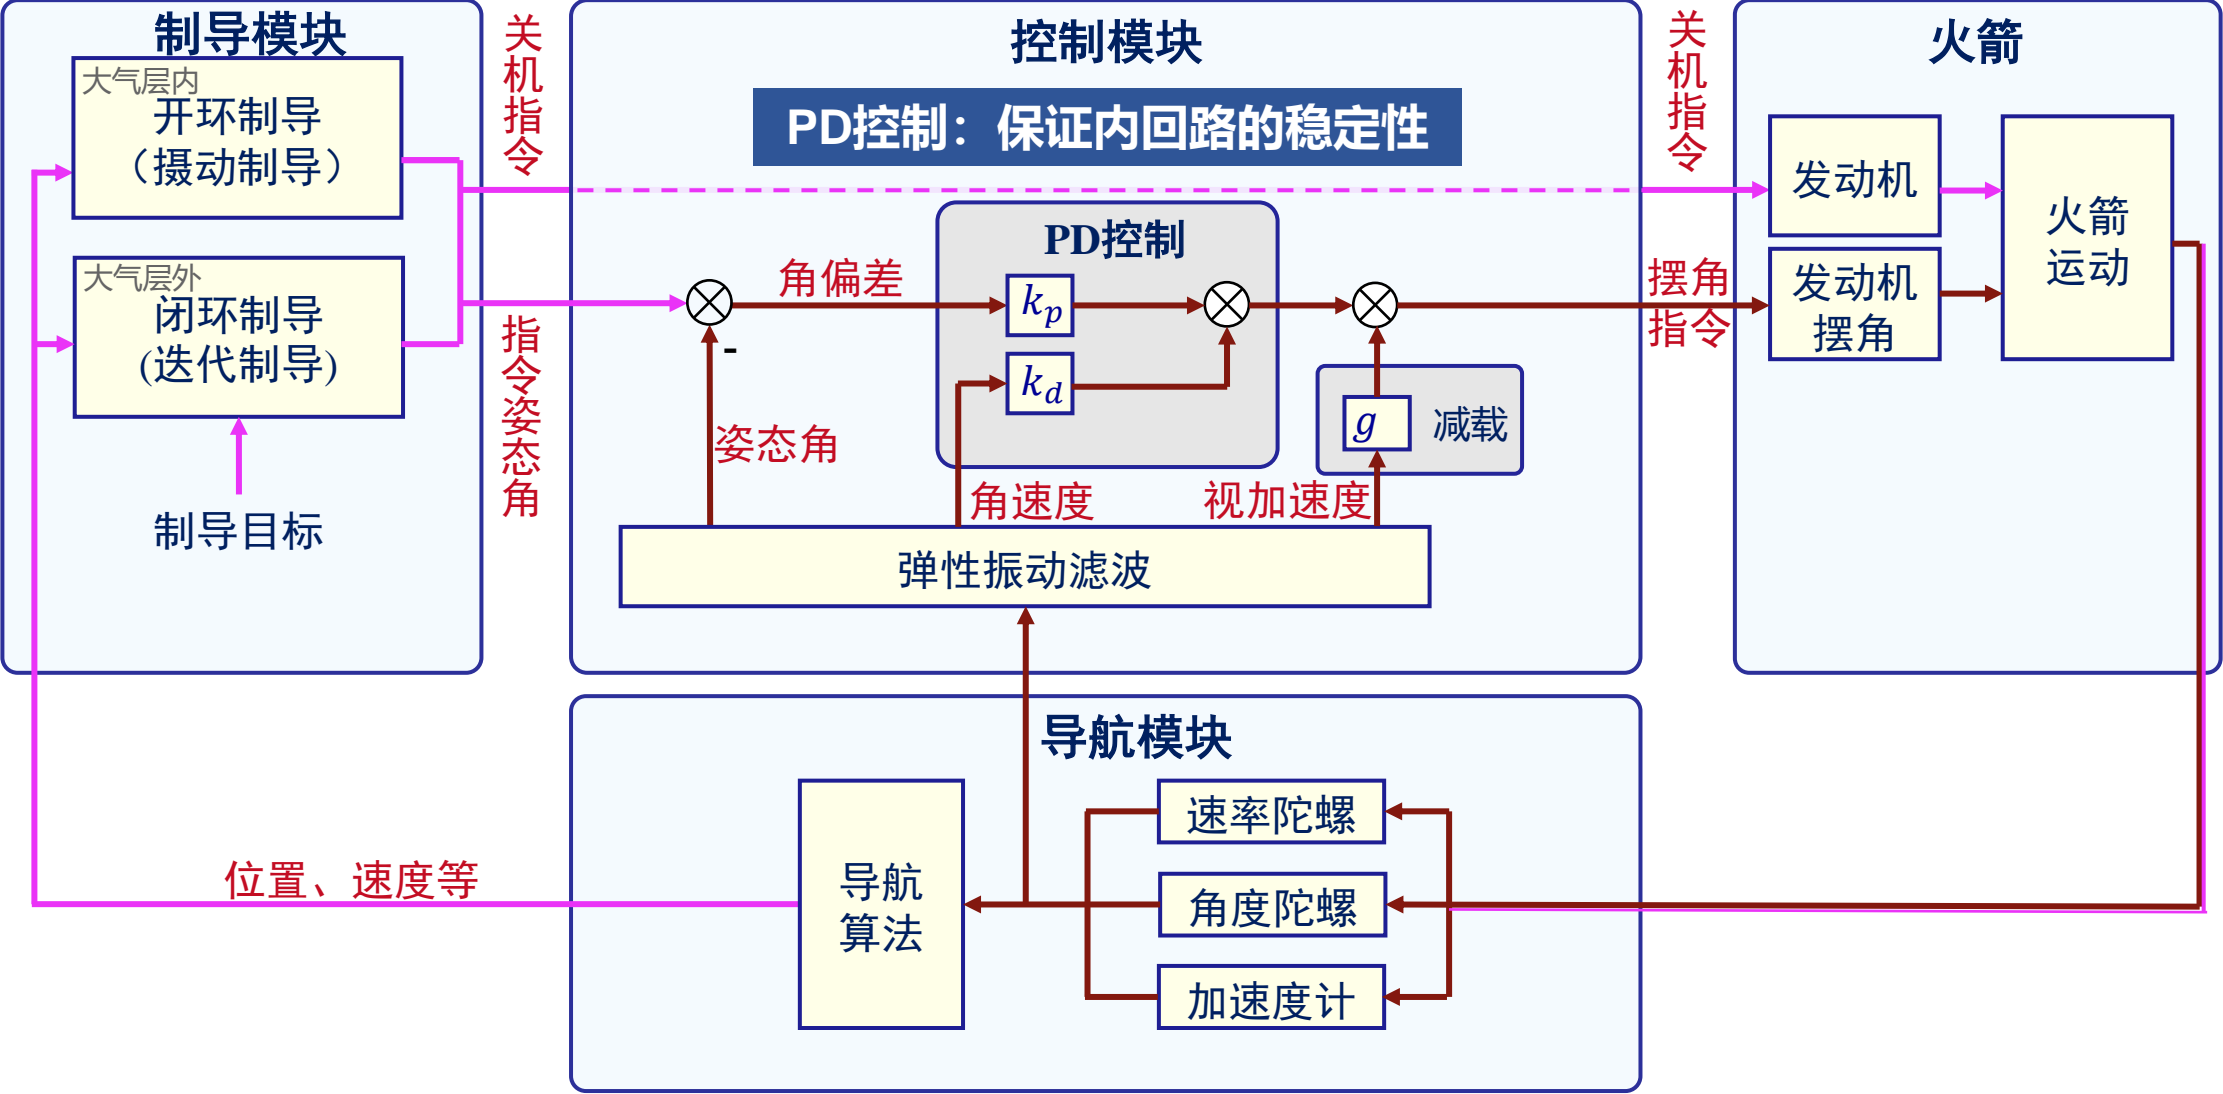 制导模块
大气层内
开环制导
（摄动制导）
大气层外
闭环制导
(迭代制导)
制导目标
关机指令
指令姿态角
控制模块
PD控制：保证内回路的稳定性
PD控制
角偏差
kp
kd
-
姿态角
角速度
g
减载
视加速度
弹性振动滤波
关机指令
摆角
指令
火箭
发动机
发动机
摆角
火箭
运动
导航模块
导航
算法
速率陀螺
角度陀螺
加速度计
位置、速度等